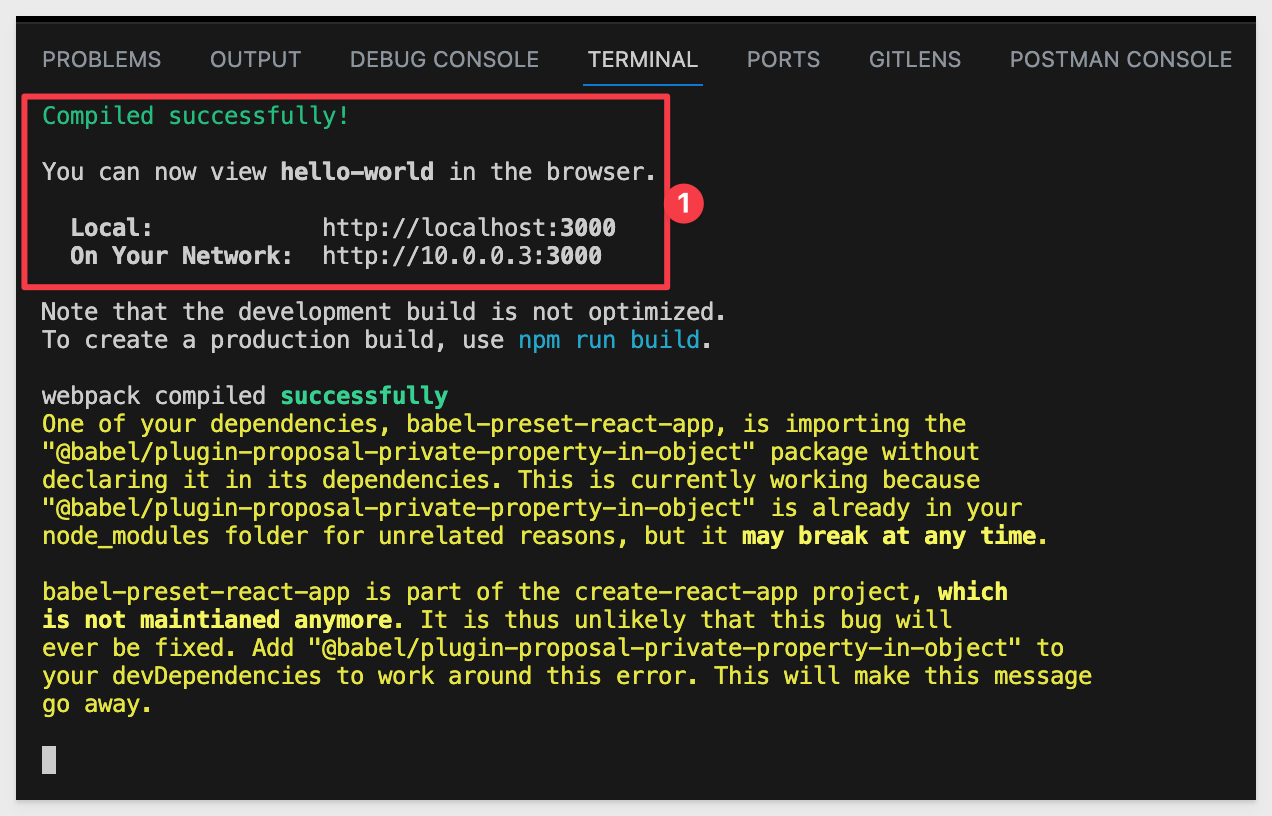 PROBLEMS OUTPUT DEBUG CONSOLE TERMINAL PORTS GITLENS POSTMAN CONSOLE
Compiled successfully!
You can now view hello-world in the browser.
1
Local: http://localhost:3000
On Your Network: http://10.0.0.3:3000
Note that the development build is not optimized.
To create a production build, use npm run build.
webpack compiled successfully
One of your dependencies, babel-preset-react-app, is importing the
"@babel/plugin-proposal-private-property-in-object" package without
declaring it in its dependencies. This is currently working because
"@babel/plugin-proposal-private-property-in-object" is already in your
node_modules folder for unrelated reasons, but it may break at any time.
babel-preset-react-app is part of the create-react-app project, which
is not maintianed anymore. It is thus unlikely that this bug will
ever be fixed. Add "@babel/plugin-proposal-private-property-in-object" to
your devDependencies to work around this error. This will make this message
go away.